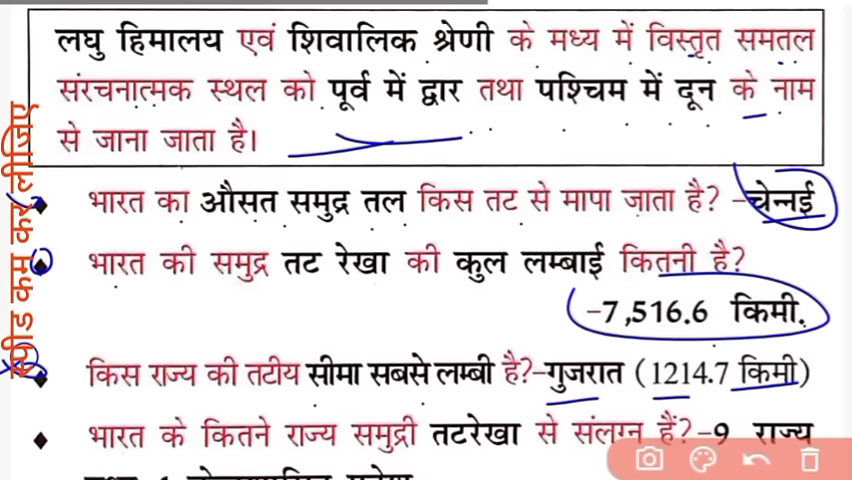 लघु हिमालय एवं शिवालिक श्रेणी के मध्य में विस्तृत समतल
संरचनात्मक स्थल को पूर्व में द्वार तथा पश्चिम में दून के नाम
से जाना जाता है।
स्पीड कम कर लीजिए
♦ भारत का औसत समुद्र तल किस तट से मापा जाता है? -चेन्नई
♦ भारत की समुद्र तट रेखा की कुल लम्बाई कितनी है?
-7,516.6 किमी.
♦ किस राज्य की तटीय सीमा सबसे लम्बी है?-गुजरात (1214.7 किमी)
♦ भारत के कितने राज्य समुद्री तटरेखा से संलग्न हैं?-9 राज्य